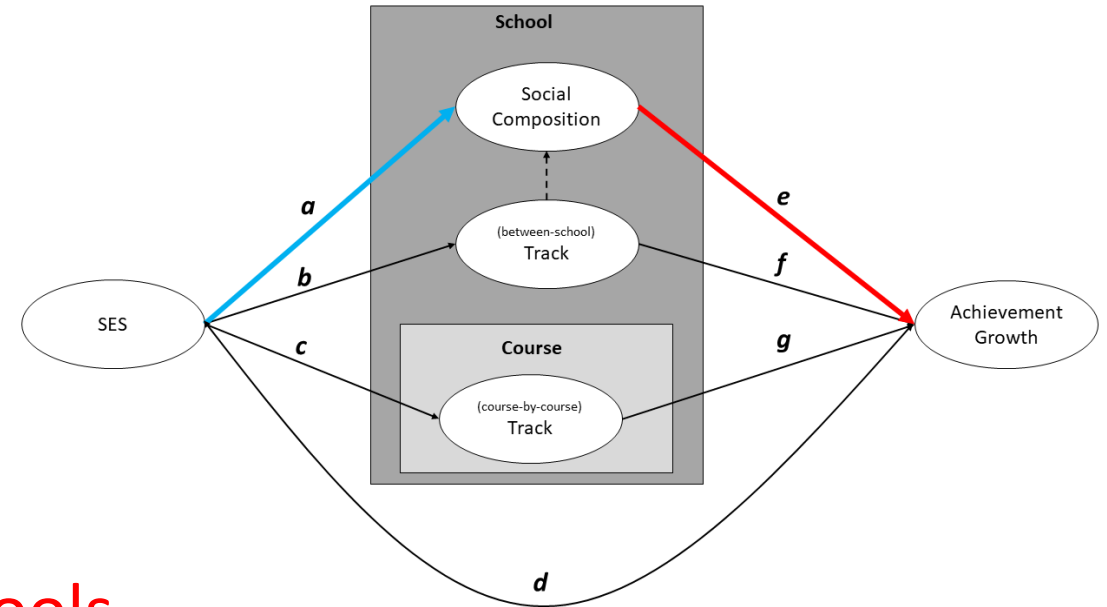 School
Social
Composition
a
e
(between-school)
Track
b
f
SES
Achievement
Growth
c
Course
g
(course-by-course)
Track
d